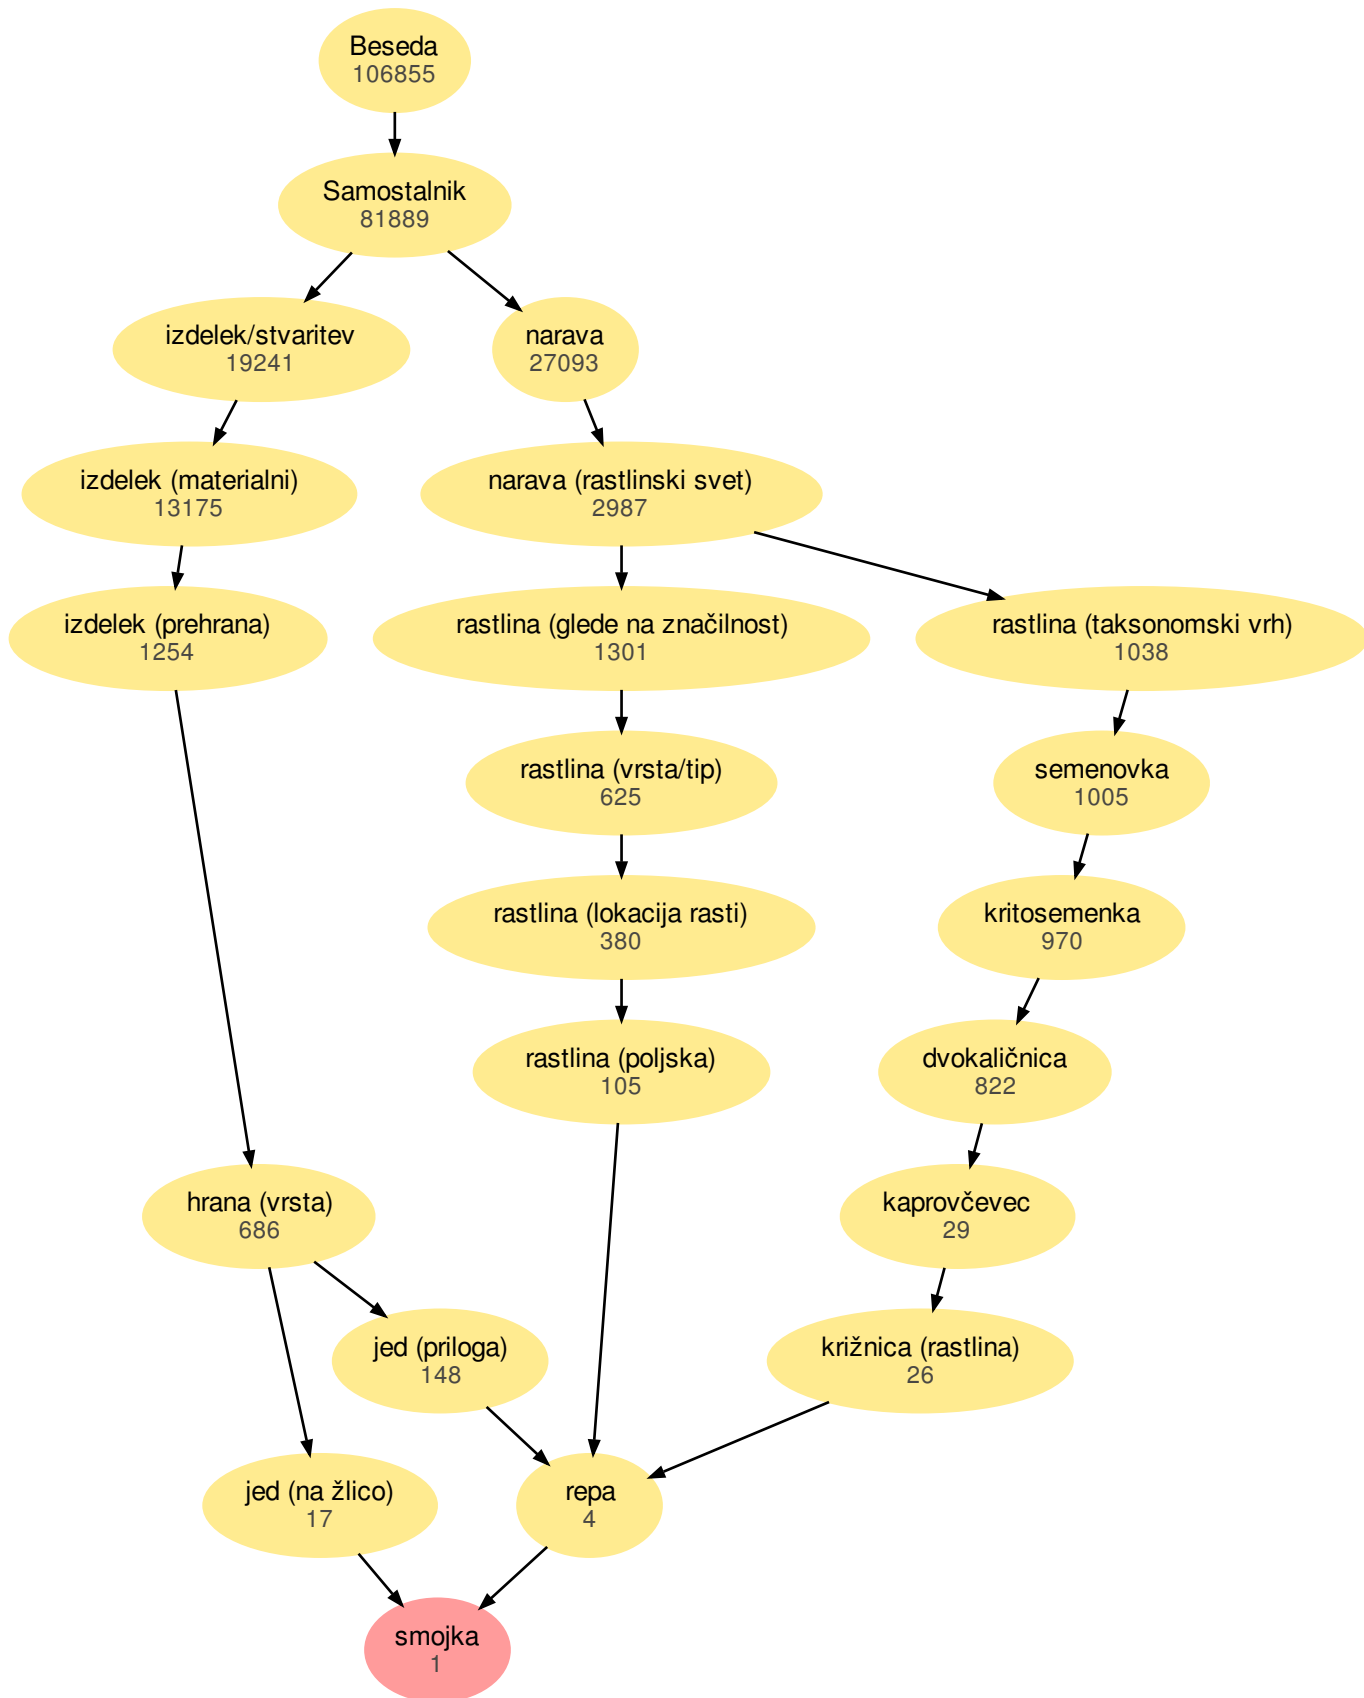 Beseda
106855
Samostalnik
81889
izdelek/stvaritev
19241
narava
27093
izdelek (materialni)
13175
narava (rastlinski svet)
2987
izdelek (prehrana)
1254
rastlina (glede na značilnost)
1301
rastlina (taksonomski vrh)
1038
rastlina (vrsta/tip)
625
semenovka
1005
rastlina (lokacija rasti)
380
kritosemenka
970
rastlina (poljska)
105
dvokaličnica
822
hrana (vrsta)
686
kaprovčevec
29
jed (priloga)
148
križnica (rastlina)
26
jed (na žlico)
17
repa
4
smojka
1